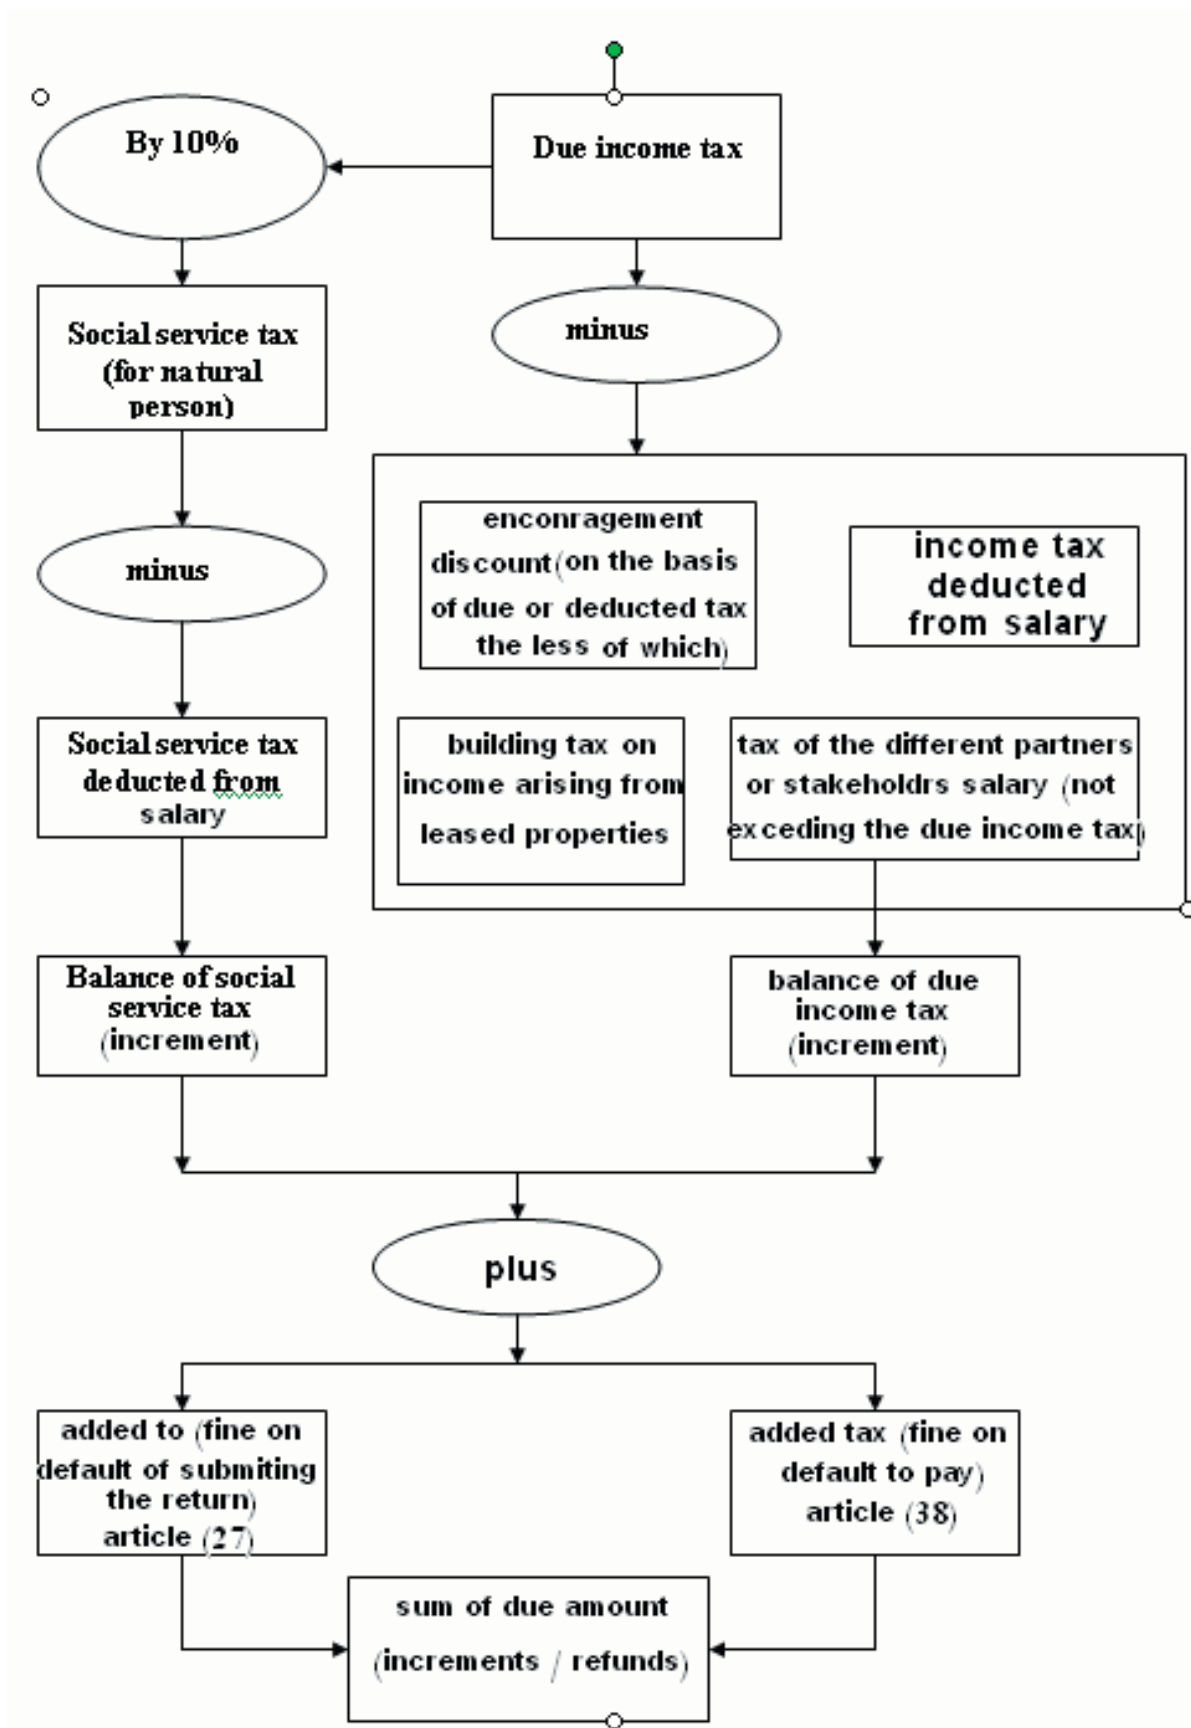 By 10%
Due income tax
Social service tax
(for natural
person)
minus
minus
enconragement
discount(on the basis
of due or deducted tax
the less of which)
income tax
deducted
from salary
Social service tax
deducted from
salary
building tax on
income arising from
leased properties
tax of the different partners
or stakeholdrs salary (not
exceeding the due income tax)
Balance of social
service tax
(increment)
balance of due
income tax
(increment)
plus
added to (fine on
default of submiting
the return)
article (27)
added tax (fine on
default to pay)
article (38)
sum of due amount
(increments / refunds)